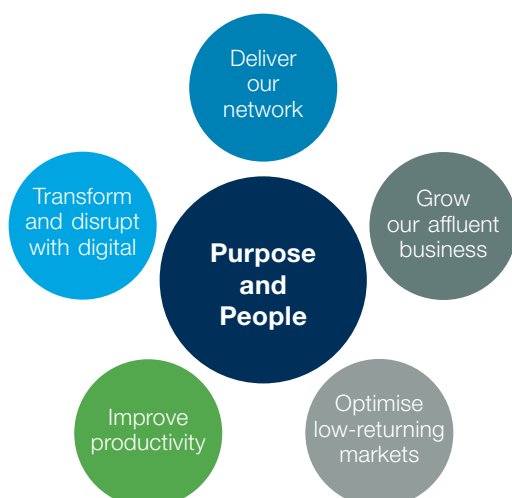 Deliver
our
network
Transform
and disrupt
with digital
Grow
our affluent
business
Purpose
and
People
Improve
productivity
Optimise
low-returning
markets